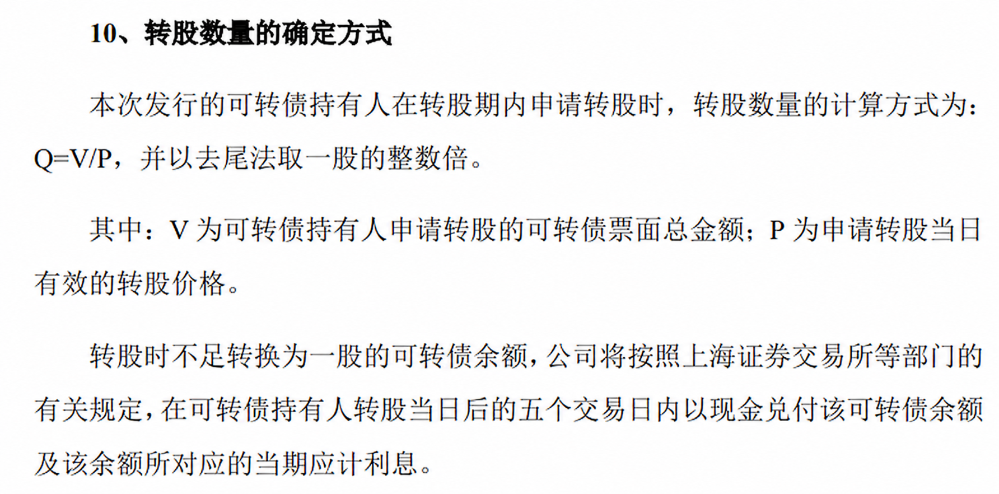 10、转股数量的确定方式
本次发行的可转债持有人在转股期内申请转股时，转股数量的计算方式为：
Q=V/P，并以去尾法取一股的整数倍。
其中：V 为可转债持有人申请转股的可转债票面总金额；P 为申请转股当日
有效的转股价格。
转股时不足转换为一股的可转债余额，公司将按照上海证券交易所等部门的
有关规定，在可转债持有人转股当日后的五个交易日内以现金兑付该可转债余额
及该余额所对应的当期应计利息。